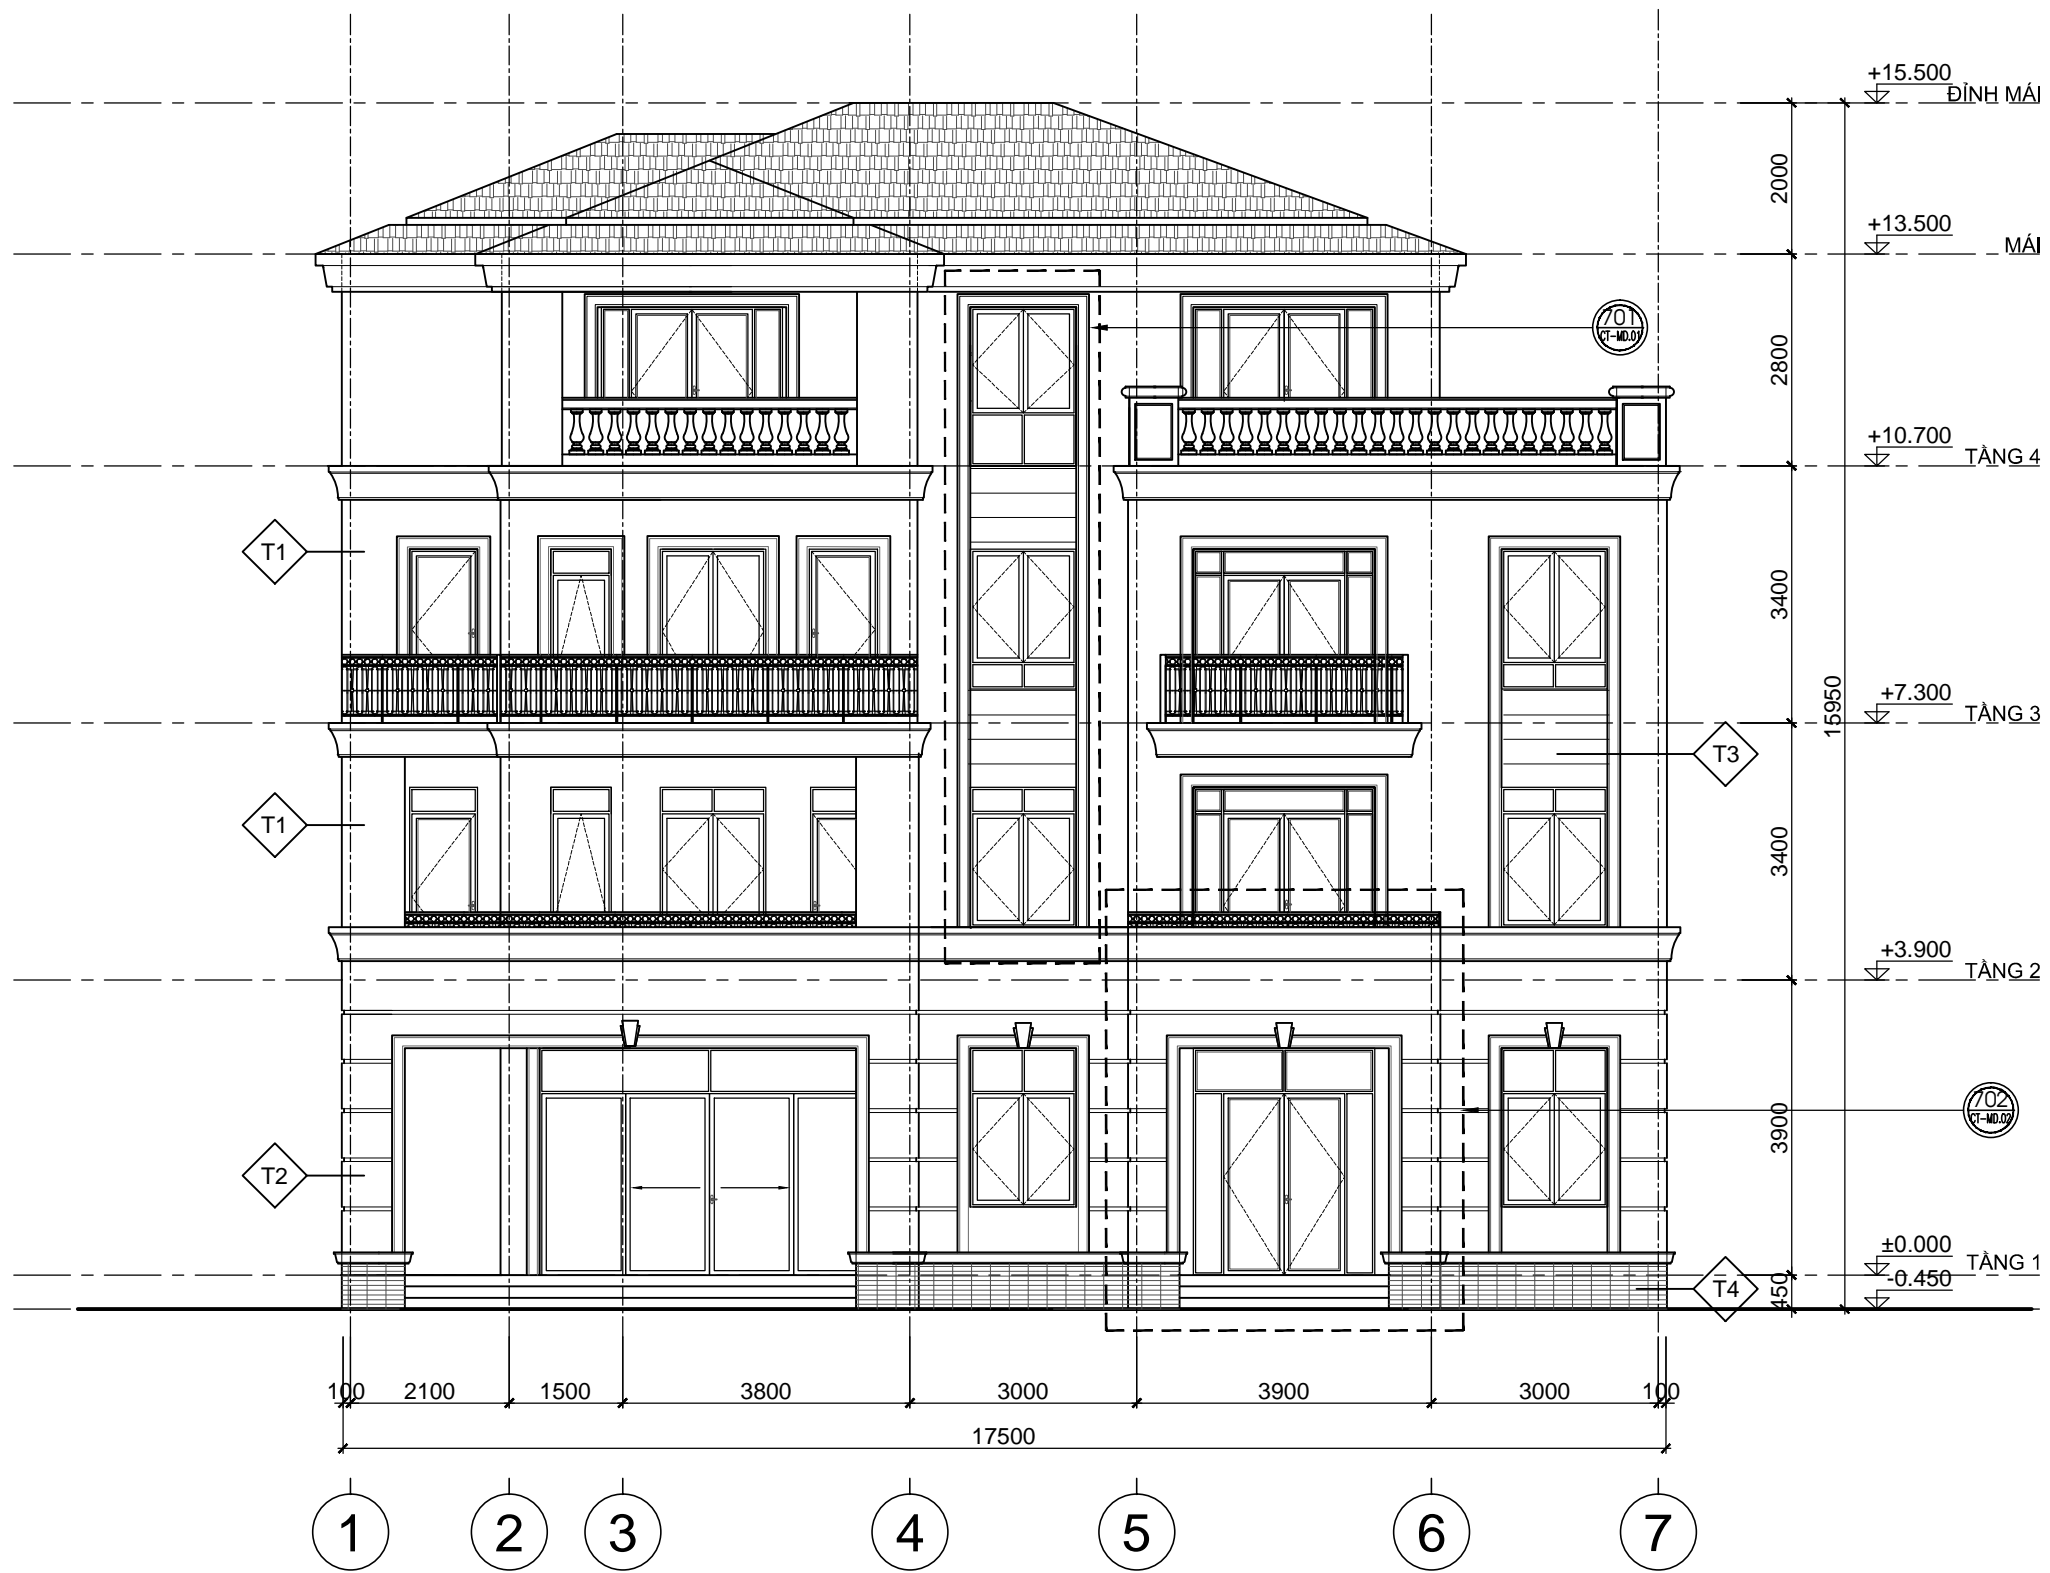 +15.500
ĐỈNH MÁI
2000
+13.500
MÁI
701
CT-MD.01
2800
+10.700
TẦNG 4
T1
3400
15950
+7.300
TẦNG 3
T3
T1
3400
+3.900
TẦNG 2
702
CT-MD.02
3900
T2
±0.000
TẦNG 1
-0.450
T4
450
100 2100 1500 3800 3000 3900 3000 100
17500
1 2 3 4 5 6 7